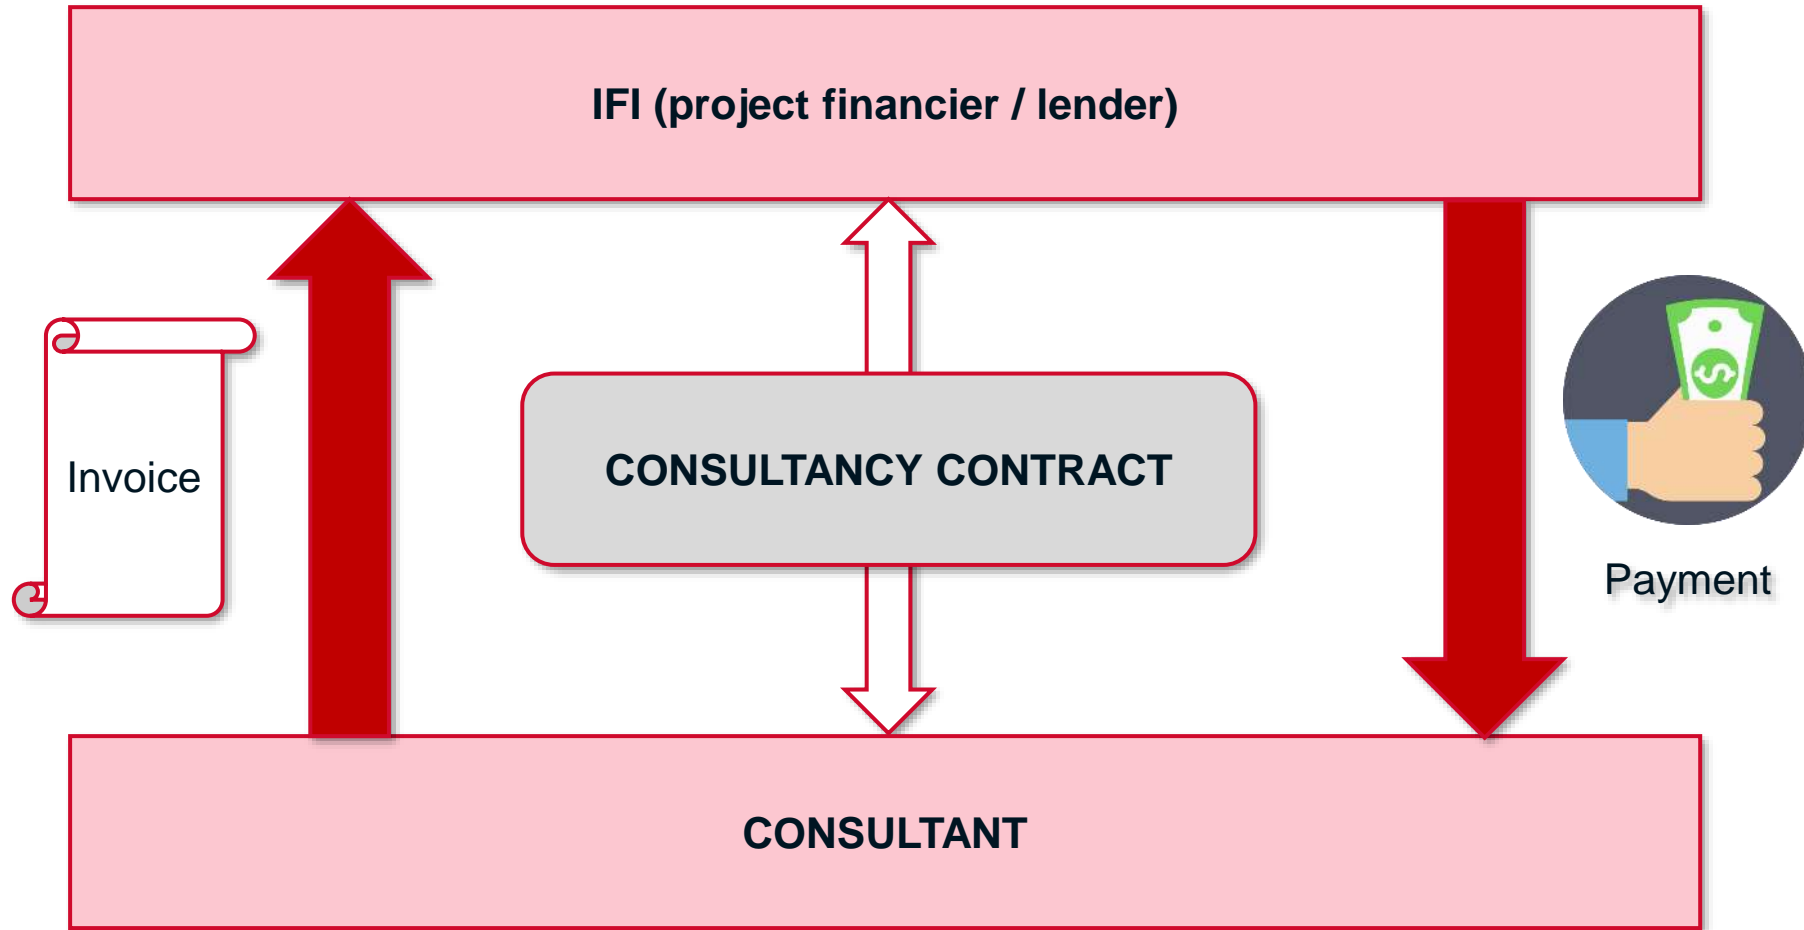 IFI (project financier / lender)
Invoice
CONSULTANCY CONTRACT
Payment
CONSULTANT